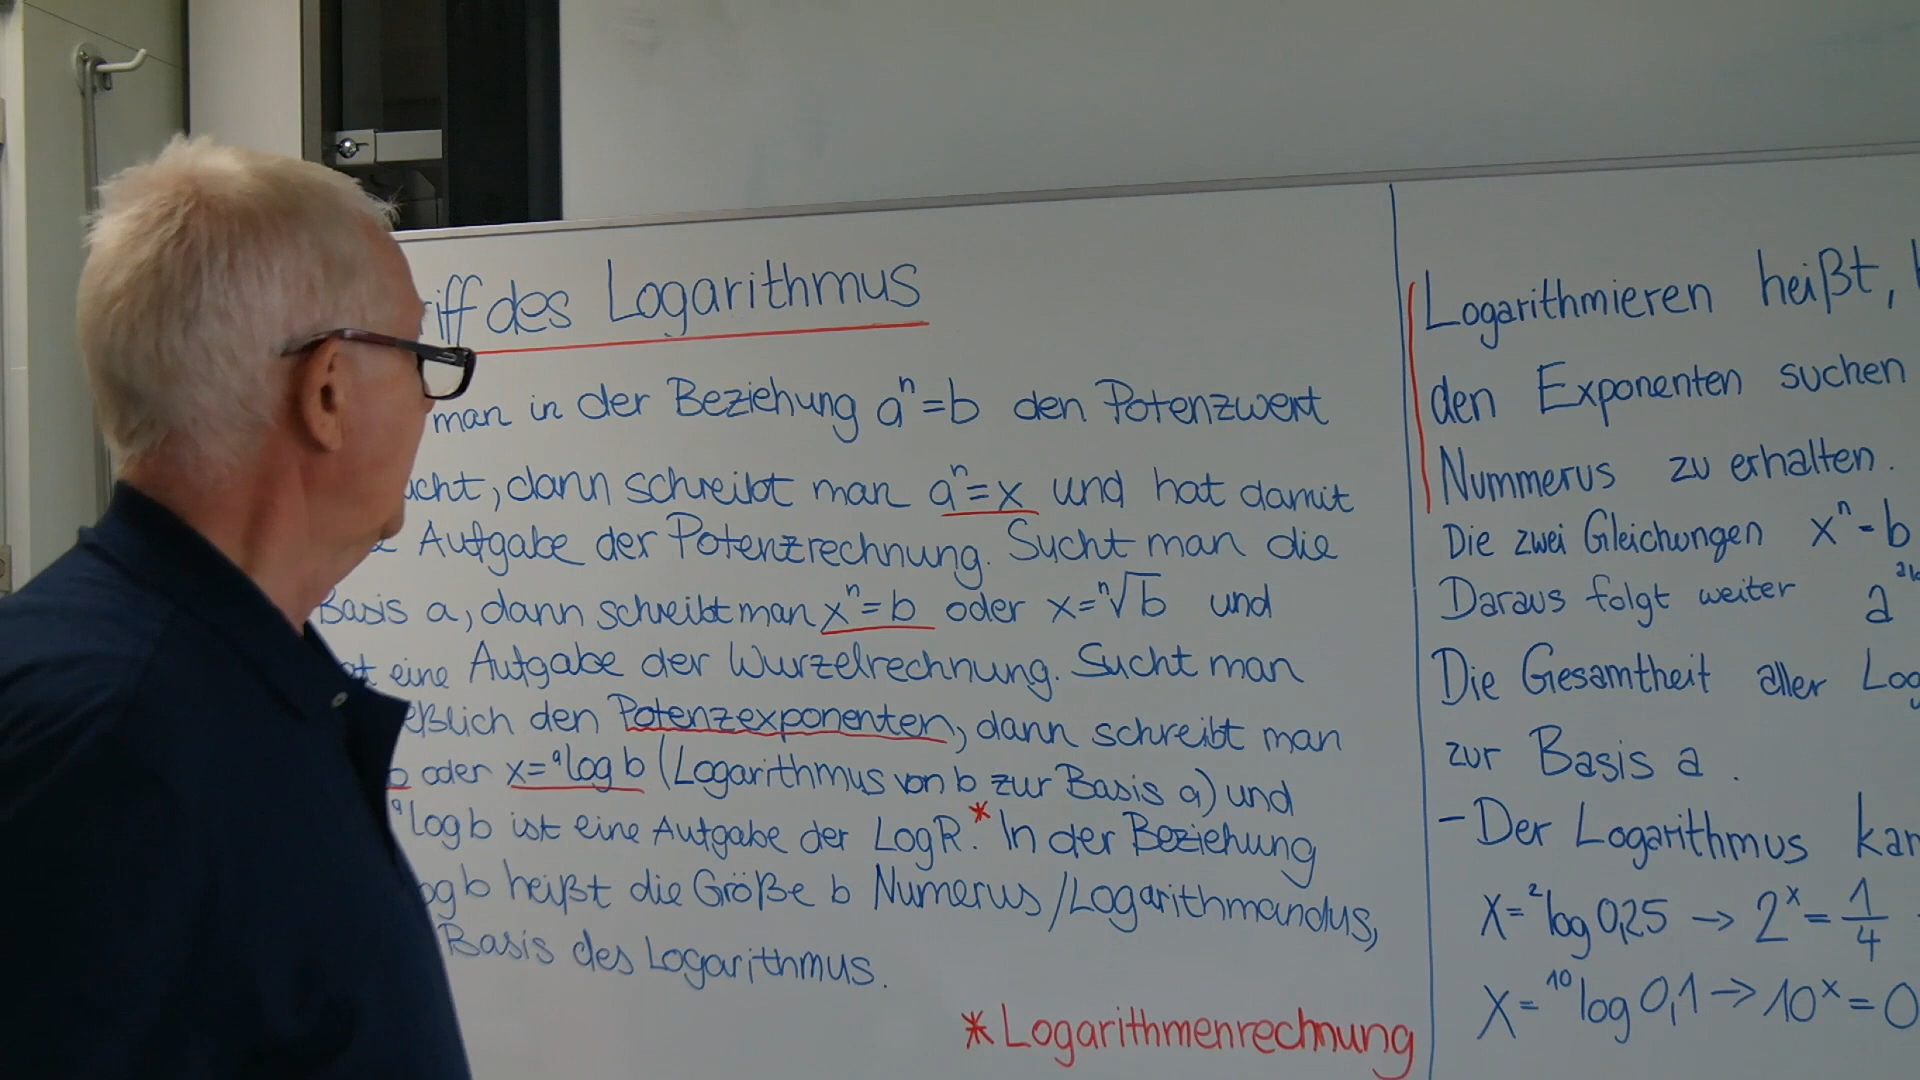 des Logarithmus
man in der Beziehung aⁿ=b den Potenzwert
dann schreibt man aⁿ=x und hat damit
Aufgabe der Potenzrechnung. Sucht man die
Basis a, dann schreibt man xⁿ=b oder x=ⁿ√b und
eine Aufgabe der Wurzelrechnung. Sucht man
den Potenzexponenten, dann schreibt man
oder x=ᵃlog b (Logarithmus von b zur Basis a) und
ᵃlog b ist eine Aufgabe der LogR.* In der Beziehung
b heißt die Größe b Numerus/Logarithmandus,
Basis des Logarithmus.
*Logarithmenrechnung
Logarithmieren heißt,
den Exponenten suchen
Nummerus zu erhalten.
Die zwei Gleichungen xⁿ=b
Daraus folgt weiter a
Die Gesamtheit aller
zur Basis a.
-Der Logarithmus
X=²log 0,25 → 2ˣ=1/4
X=¹⁰log 0,1 → 10ˣ=0